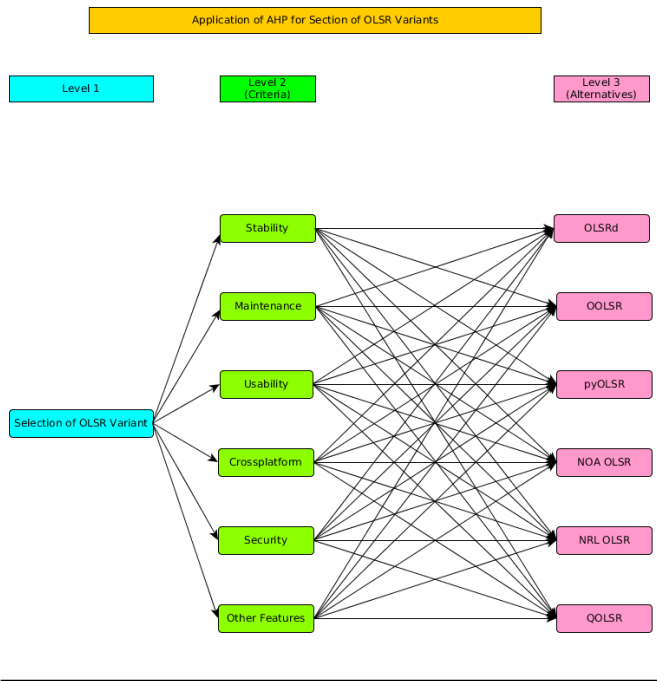 Application of AHP for Section of OLSR Variants
Level 1
Level 2
(Criteria)
Level 3
(Alternatives)
Stability
OLSRd
Maintenance
OOLSR
Usability
pyOLSR
Selection of OLSR Variant
Crossplatform
NOA OLSR
Security
NRL OLSR
Other Features
QOLSR